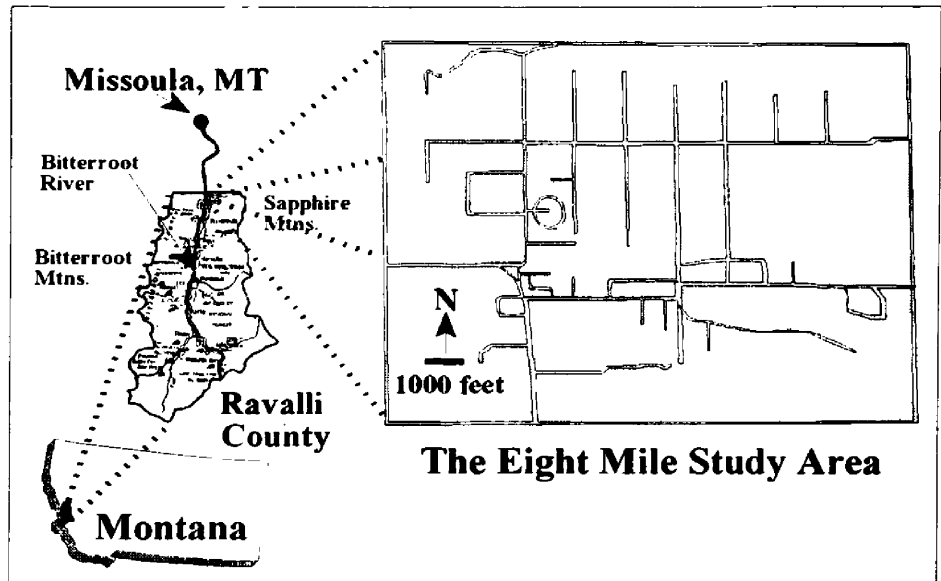 Missoula, MT
Bitterroot
River
Sapphire
Mtns.
Bitterroot
Mtns.
N
1000 feet
Ravalli
County
The Eight Mile Study Area
Montana